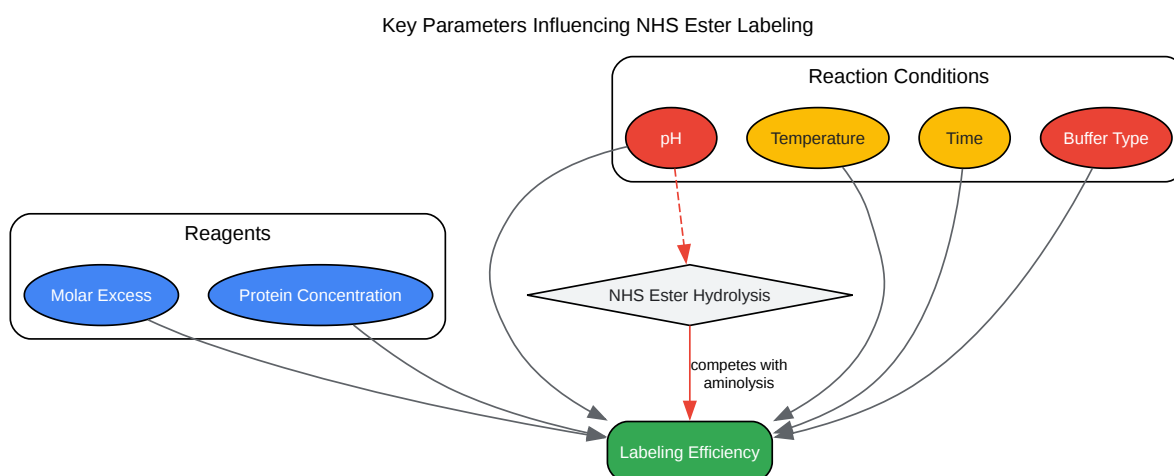 Key Parameters Influencing NHS Ester Labeling
Reaction Conditions
pH
Temperature
Time
Buffer Type
Reagents
Molar Excess
Protein Concentration
NHS Ester Hydrolysis
competes with
aminolysis
Labeling Efficiency